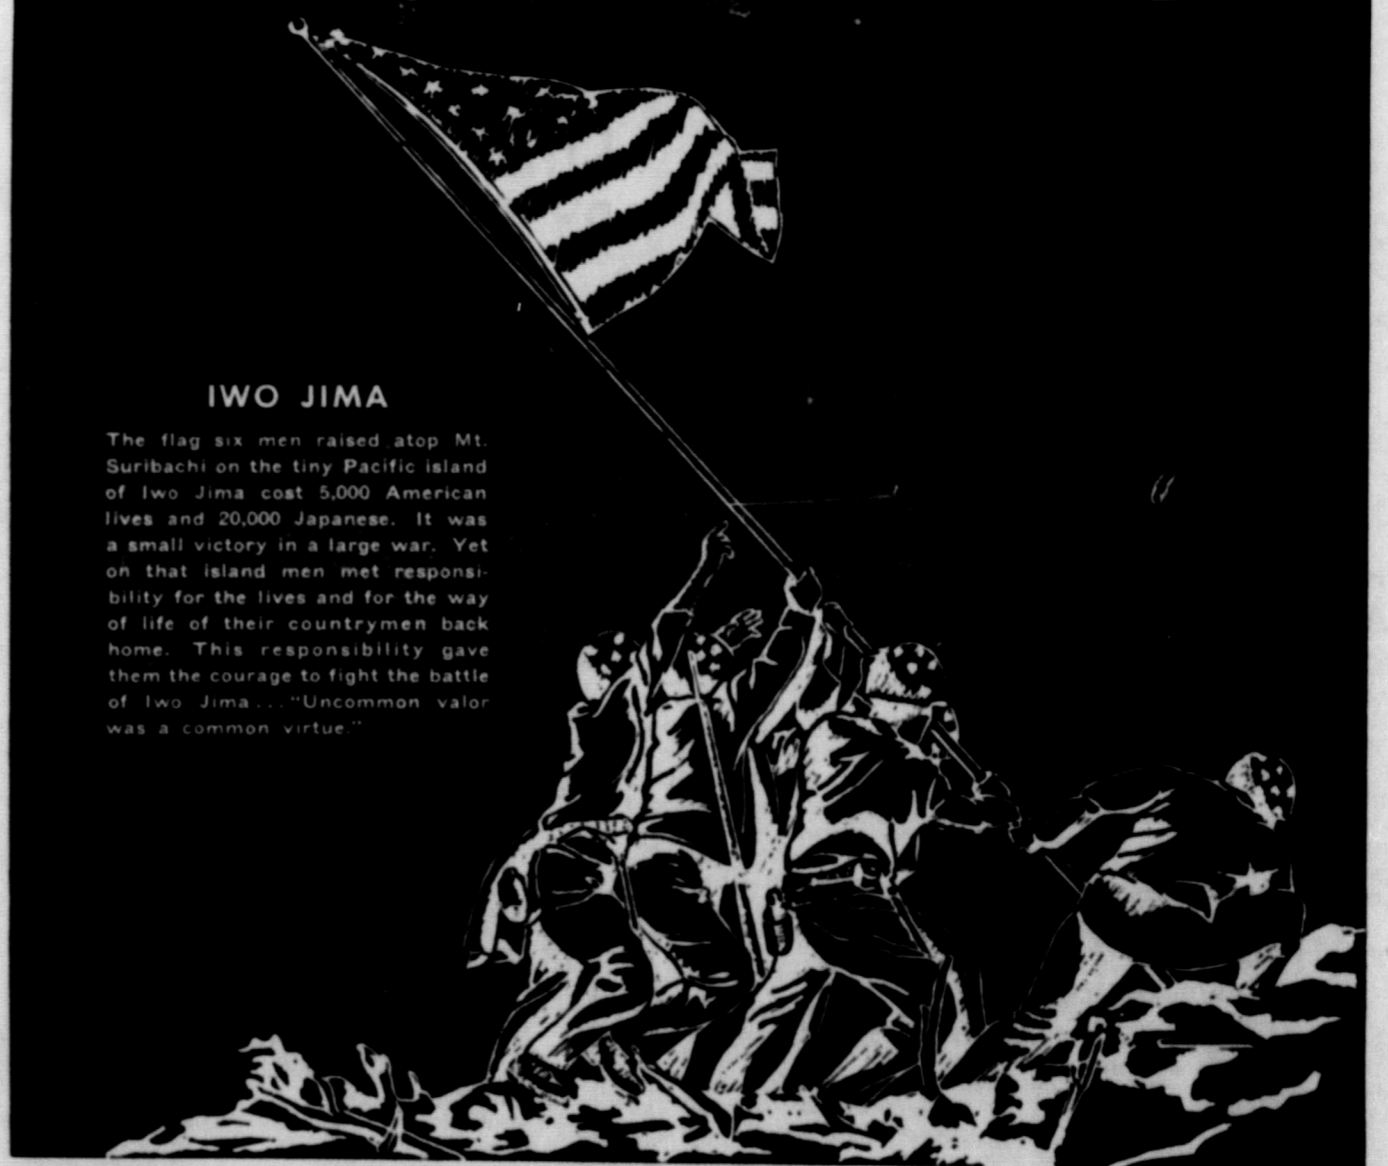 IWO JIMA
The flag six men raised atop Mt.
Suribachi on the tiny Pacific island
of Iwo Jima cost 5,000 American
lives and 20,000 Japanese. It was
a small victory in a large war. Yet
on that island men met responsi-
bility for the lives and for the way
of life of their countrymen back
home. This responsibility gave
them the courage to fight the battle
of Iwo Jima... "Uncommon valor
was a common virtue."